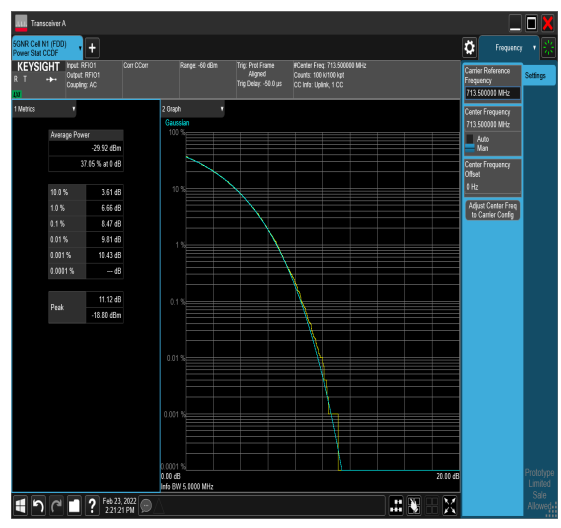 Transceiver A
5GNR Cell N1 (FDD)
Power Stat CCDF
Frequency
KEYSIGHT
R T
LXI
Input: RFIO1
Output: RFIO1
Coupling: AC
Corr CCorr
Range: -60 dBm
Trig: Prot Frame
Aligned
Trig Delay: -50.0 µs
#Center Freq: 713.500000 MHz
Counts: 100 k/100 kpt
CC Info: Uplink, 1 CC
Carrier Reference
Frequency
713.500000 MHz
Settings
Center Frequency
713.500000 MHz
Auto
Man
Center Frequency
Offset
0 Hz
Adjust Center Freq
to Carrier Config
1 Metrics
Average Power
-29.92 dBm
37.05 % at 0 dB
10.0 % 3.61 dB
1.0 % 6.66 dB
0.1 % 8.47 dB
0.01 % 9.81 dB
0.001 % 10.43 dB
0.0001 % --- dB
Peak
11.12 dB
-18.80 dBm
2 Graph
Gaussian
100 %
10 %
1 %
0.1 %
0.01 %
0.001 %
0.0001 %
0.00 dB
20.00 dB
Info BW 5.0000 MHz
Prototype
Limited
Sale
Allowed
?
Feb 23, 2022
2:21:21 PM